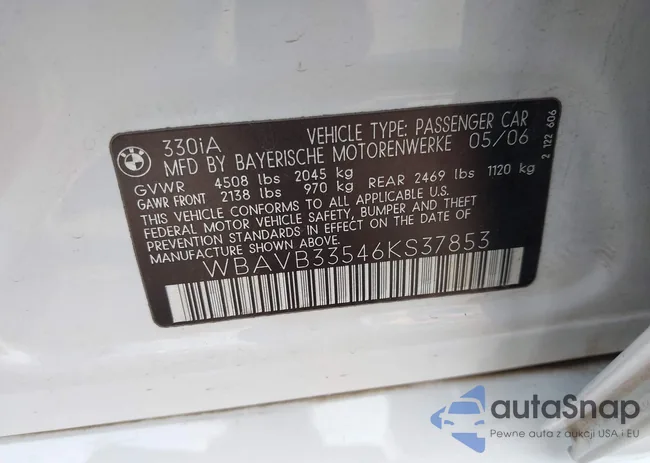 330iA VEHICLE TYPE: PASSENGER CAR
MFD BY BAYERISCHE MOTORENWERKE 05/06
GVWR 4508 lbs 2045 kg
GAWR FRONT 2138 lbs 970 kg REAR 2469 lbs 1120 kg
THIS VEHICLE CONFORMS TO ALL APPLICABLE U.S.
FEDERAL MOTOR VEHICLE SAFETY, BUMPER AND THEFT
PREVENTION STANDARDS IN EFFECT ON THE DATE OF
MANUFACTURE SHOWN ABOVE.
WBAVB33546KS37853
2 122 606
autoSnap
Pewne auta z aukcji USA i EU